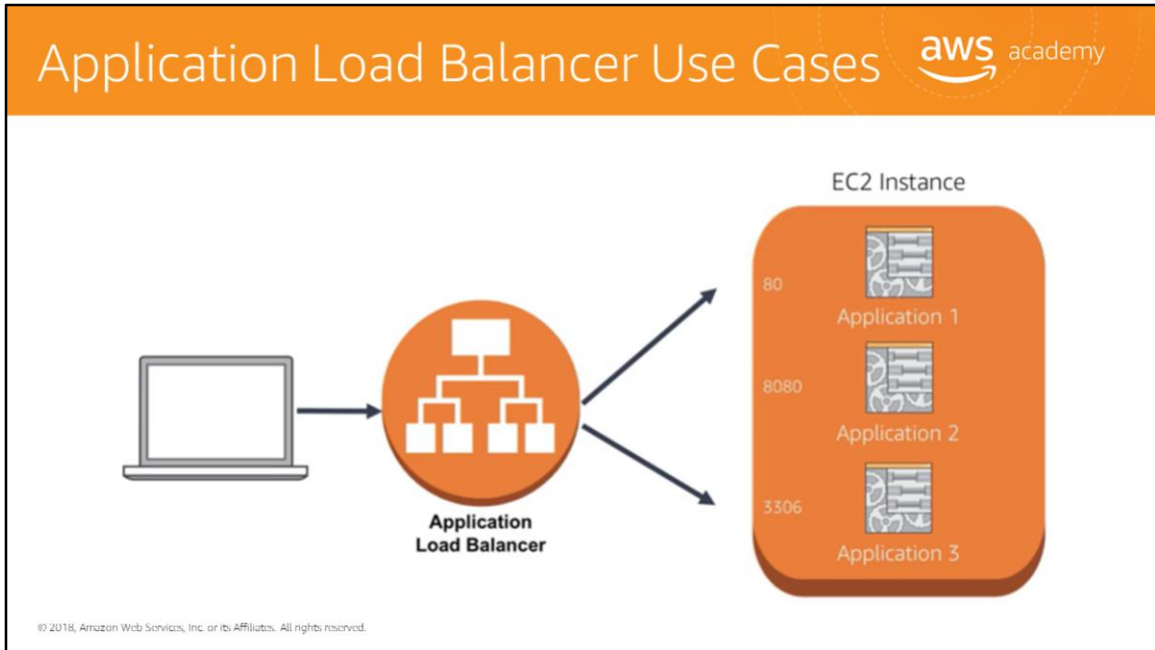 Application Load Balancer Use Cases
aws academy
EC2 Instance
80
Application 1
8080
Application 2
3306
Application 3
Application
Load Balancer
© 2018, Amazon Web Services, Inc. or its Affiliates. All rights reserved.